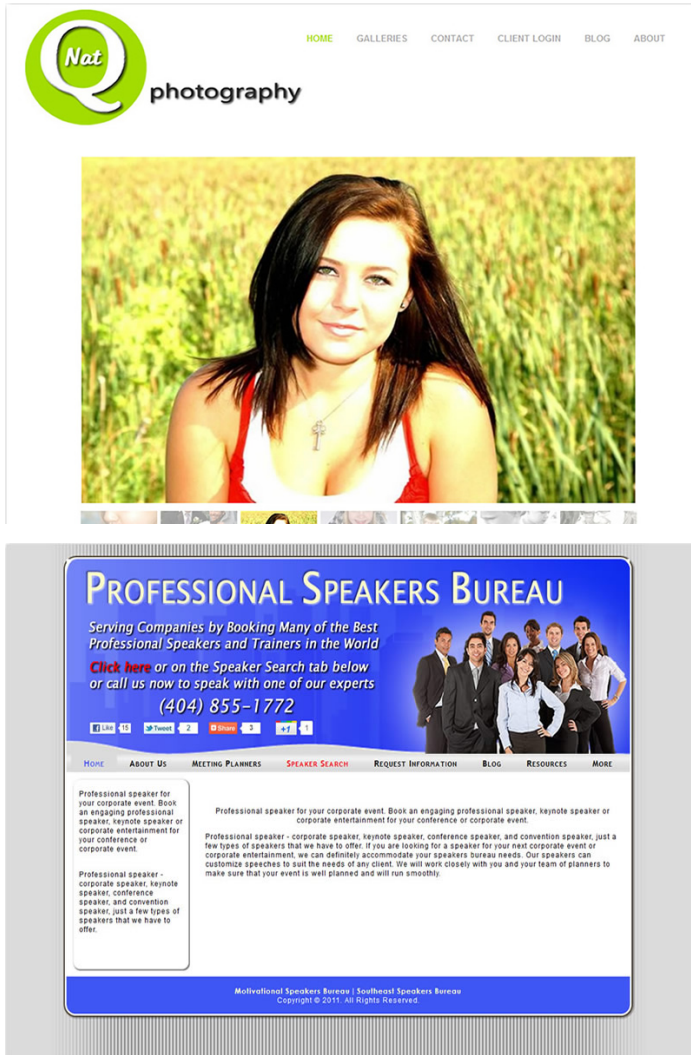 Nat
Q
photography
HOME GALLERIES CONTACT CLIENT LOGIN BLOG ABOUT
PROFESSIONAL SPEAKERS BUREAU
Serving Companies by Booking Many of the Best
Professional Speakers and Trainers in the World
Click here or on the Speaker Search tab below
or call us now to speak with one of our experts
(404) 855-1772
Like 15 Tweet 2 Share 3 +1 1
HOME ABOUT US MEETING PLANNERS SPEAKER SEARCH REQUEST INFORMATION BLOG RESOURCES MORE
Professional speaker for
your corporate event. Book
an engaging professional
speaker, keynote speaker or
corporate entertainment for
your conference or
corporate event.
Professional speaker -
corporate speaker, keynote
speaker, conference
speaker, and convention
speaker, just a few types of
speakers that we have to
offer.
Professional speaker for your corporate event. Book an engaging professional speaker, keynote speaker or
corporate entertainment for your conference or corporate event.
Professional speaker - corporate speaker, keynote speaker, conference speaker, and convention speaker, just a
few types of speakers that we have to offer. If you are looking for a speaker for your next corporate event or
corporate entertainment, we can definitely accommodate your speakers bureau needs. Our speakers can
customize speeches to suit the needs of any client. We will work closely with you and your team of planners to
make sure that your event is well planned and will run smoothly.
Motivational Speakers Bureau | Southeast Speakers Bureau
Copyright © 2011. All Rights Reserved.